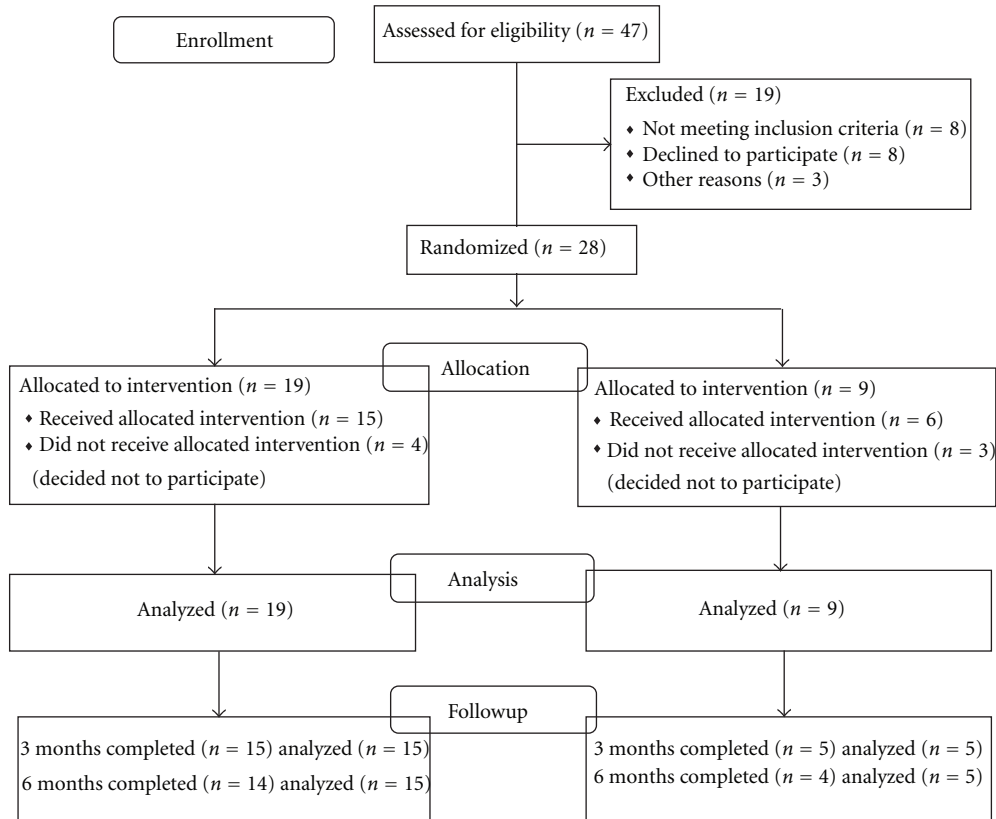 Enrollment
Assessed for eligibility (n = 47)
Excluded (n = 19)
♦ Not meeting inclusion criteria (n = 8)
♦ Declined to participate (n = 8)
♦ Other reasons (n = 3)
Randomized (n = 28)
Allocation
Allocated to intervention (n = 19)
♦ Received allocated intervention (n = 15)
♦ Did not receive allocated intervention (n = 4)
(decided not to participate)
Allocated to intervention (n = 9)
♦ Received allocated intervention (n = 6)
♦ Did not receive allocated intervention (n = 3)
(decided not to participate)
Analysis
Analyzed (n = 19)
Analyzed (n = 9)
Followup
3 months completed (n = 15) analyzed (n = 15)
6 months completed (n = 14) analyzed (n = 15)
3 months completed (n = 5) analyzed (n = 5)
6 months completed (n = 4) analyzed (n = 5)